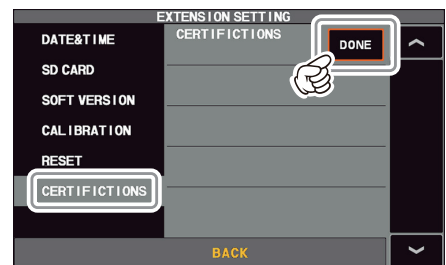 EXTENSION SETTING
DATE&TIME
SD CARD
SOFT VERSION
CALIBRATION
RESET
CERTIFICTIONS
CERTIFICTIONS
DONE
BACK